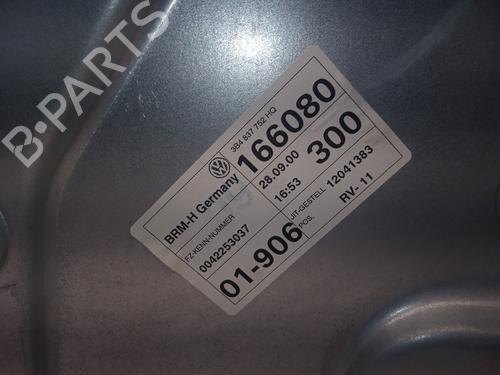 B-PARTS
3B4 837 752 HQ
BRM-H Germany
166080
28.09.00
300
FZ-KENN-NUMMER
0042253037
16:53
JIT-GESTELL 12041383
01-906
POS.
RV- 11